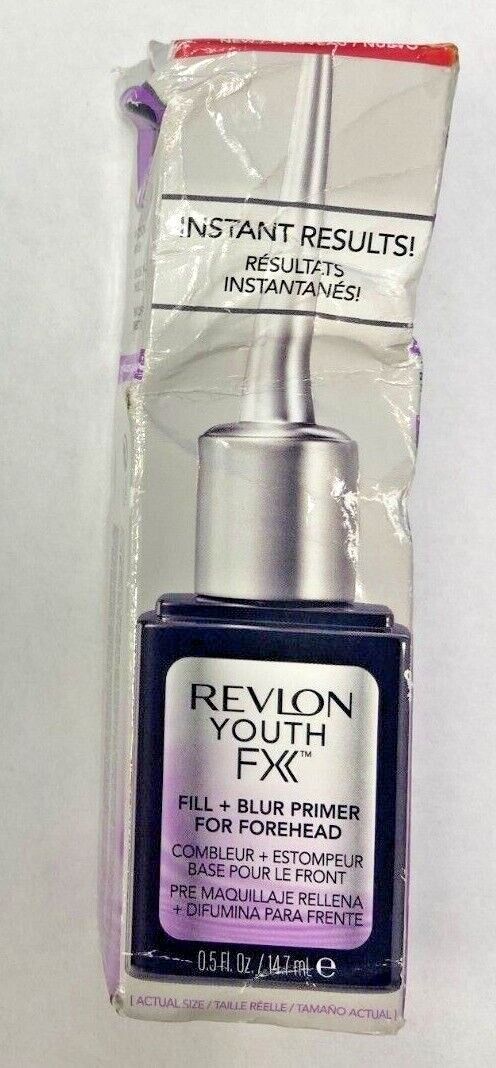 INSTANT RESULTS!
RÉSULTATS
INSTANTANÉS!
REVLON
YOUTH
FX™
FILL + BLUR PRIMER
FOR FOREHEAD
COMBLEUR + ESTOMPEUR
BASE POUR LE FRONT
PRE MAQUILLAJE RELLENA
+ DIFUMINA PARA FRENTE
0.5 Fl. Oz. / 14.7 mL e
[ ACTUAL SIZE / TAILLE RÉELLE / TAMAÑO ACTUAL ]